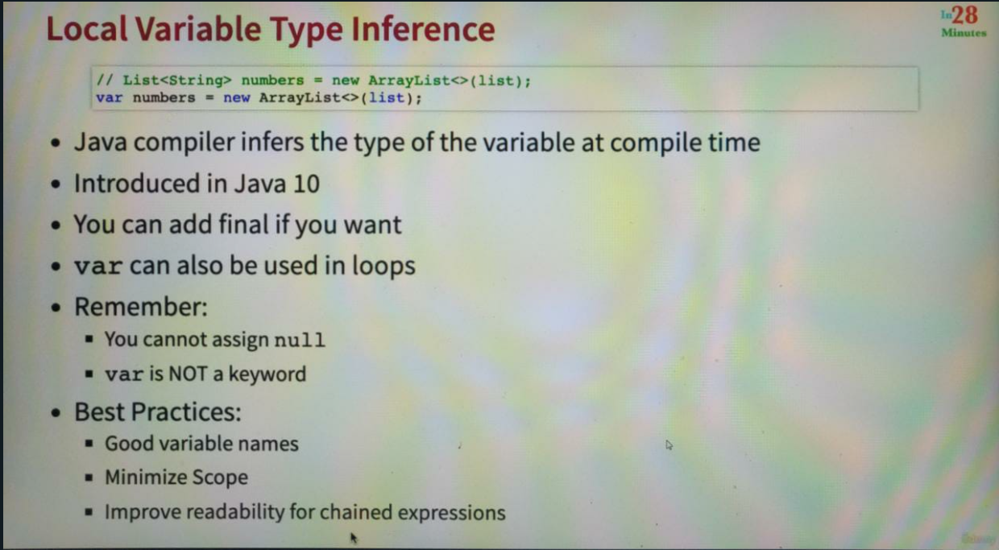 Local Variable Type Inference
In28
Minutes
// List<String> numbers = new ArrayList<>(list);
var numbers = new ArrayList<>(list);
• Java compiler infers the type of the variable at compile time
• Introduced in Java 10
• You can add final if you want
• var can also be used in loops
• Remember:
▪ You cannot assign null
▪ var is NOT a keyword
• Best Practices:
▪ Good variable names
▪ Minimize Scope
▪ Improve readability for chained expressions